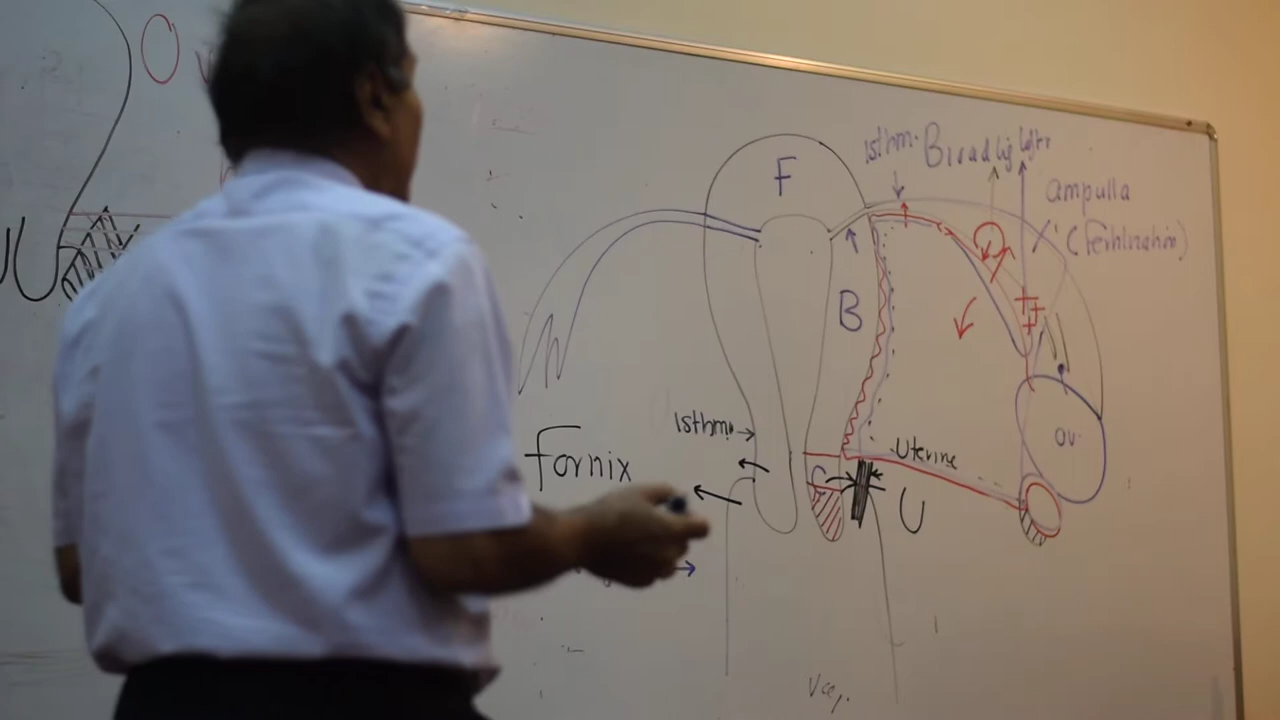 O
U
F
Isthm.
Broad lig
ampulla
(Fertilization)
B
Isthm.
Fornix
Uterine
C
U
OV.